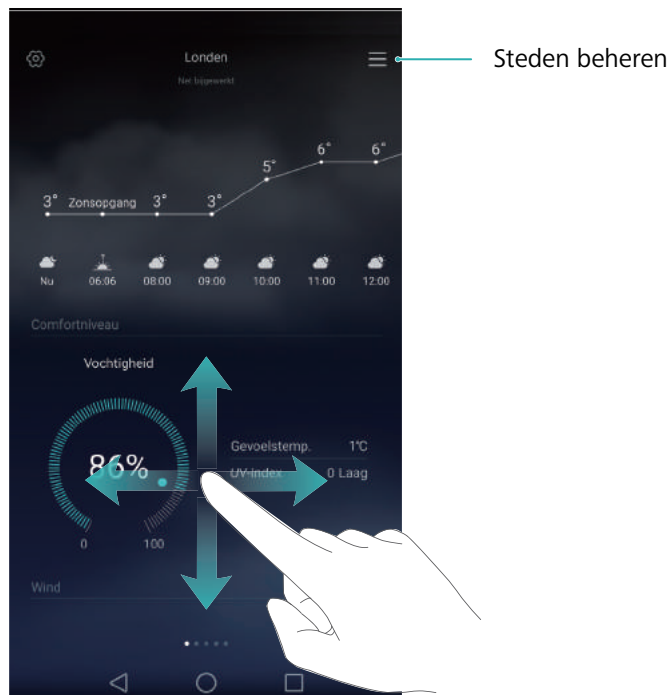 Londen
Steden beheren
Net bijgewerkt
5° 6° 6°
3° Zonsopgang 3° 3°
Nu 06:06 08:00 09:00 10:00 11:00 12:00
Comfortniveau
Vochtigheid
Gevoelstemp. 1°C
86%
UV-index 0 Laag
0 100
Wind